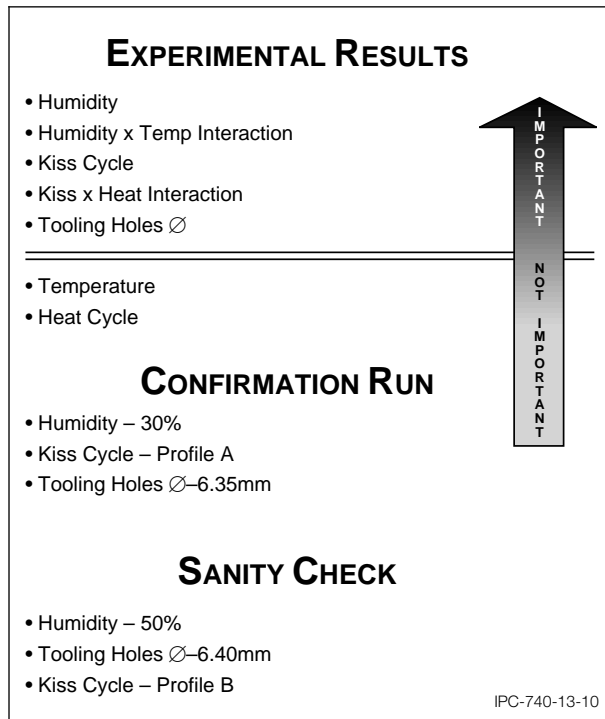 EXPERIMENTAL RESULTS
• Humidity
• Humidity x Temp Interaction
• Kiss Cycle
• Kiss x Heat Interaction
• Tooling Holes ∅
IMPORTANT
• Temperature
• Heat Cycle
NOT IMPORTANT
CONFIRMATION RUN
• Humidity – 30%
• Kiss Cycle – Profile A
• Tooling Holes ∅–6.35mm
SANITY CHECK
• Humidity – 50%
• Tooling Holes ∅–6.40mm
• Kiss Cycle – Profile B
IPC-740-13-10